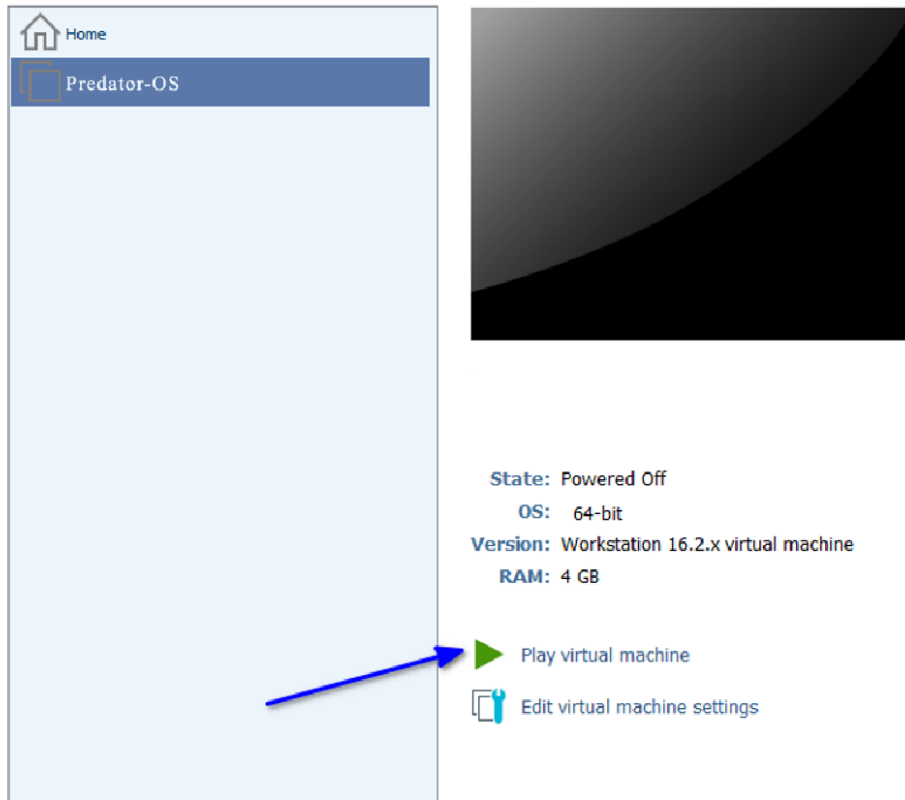 Home
Predator-OS
State: Powered Off
OS: 64-bit
Version: Workstation 16.2.x virtual machine
RAM: 4 GB
Play virtual machine
Edit virtual machine settings